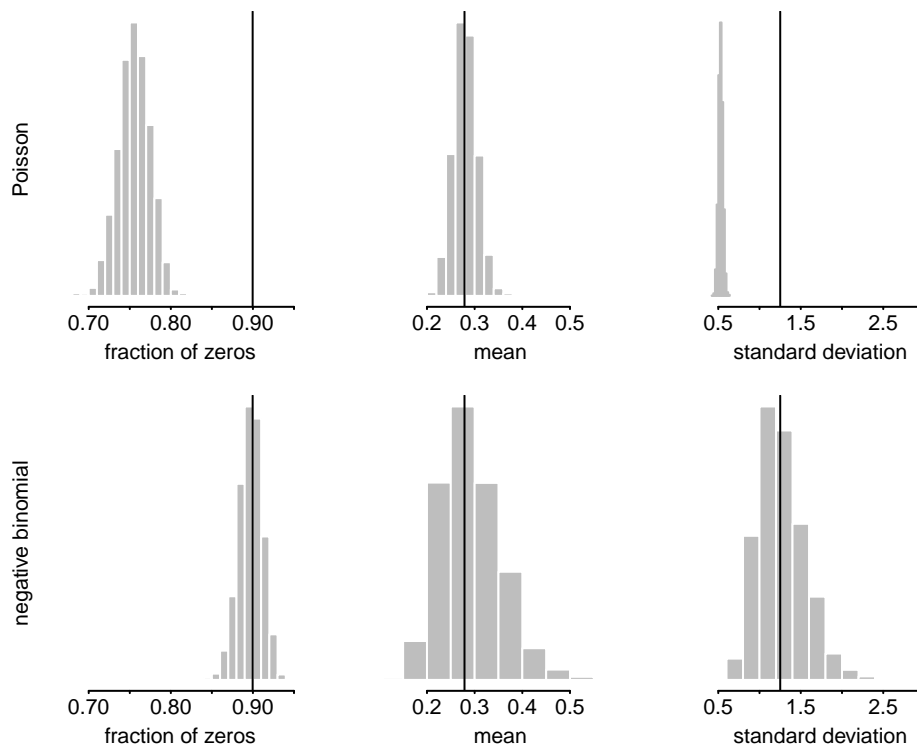 Poisson
0.70 0.80 0.90
fraction of zeros
0.2 0.3 0.4 0.5
mean
0.5 1.5 2.5
standard deviation
negative binomial
0.70 0.80 0.90
fraction of zeros
0.2 0.3 0.4 0.5
mean
0.5 1.5 2.5
standard deviation